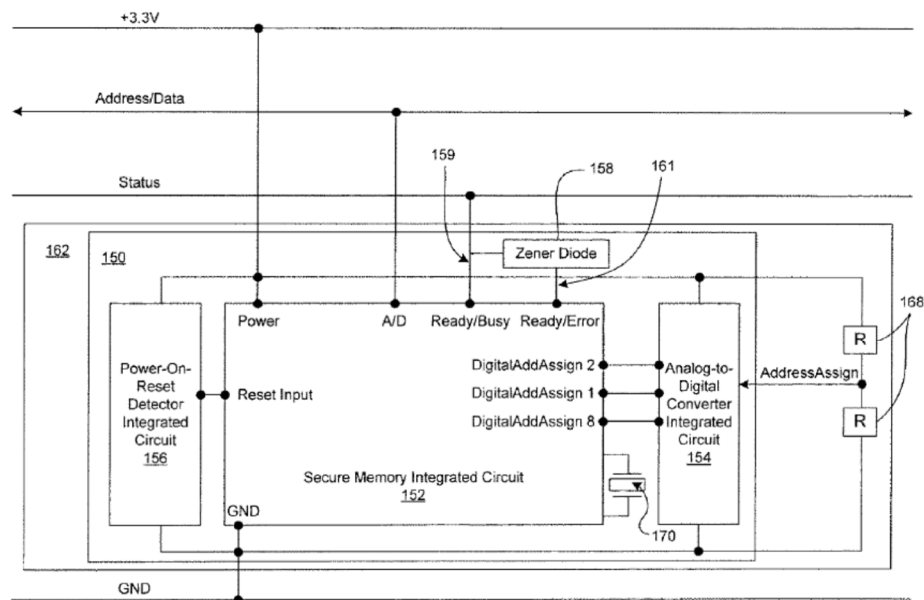 +3.3V
Address/Data
159
158
161
Status
162
150
Zener Diode
168
Power
A/D
Ready/Busy
Ready/Error
R
Power-On-
Reset
Detector
Integrated
Circuit
156
Reset Input
DigitalAddAssign 2
DigitalAddAssign 1
DigitalAddAssign 8
Analog-to-
Digital
Converter
Integrated
Circuit
154
AddressAssign
R
Secure Memory Integrated Circuit
152
GND
170
GND